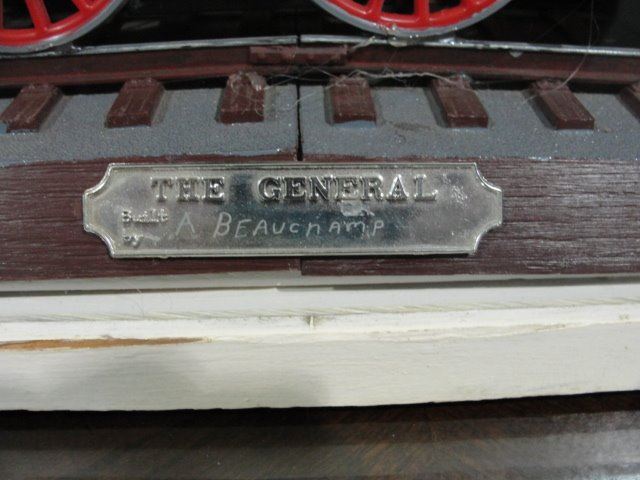 THE GENERAL
Built
by A BEAUCHAMP